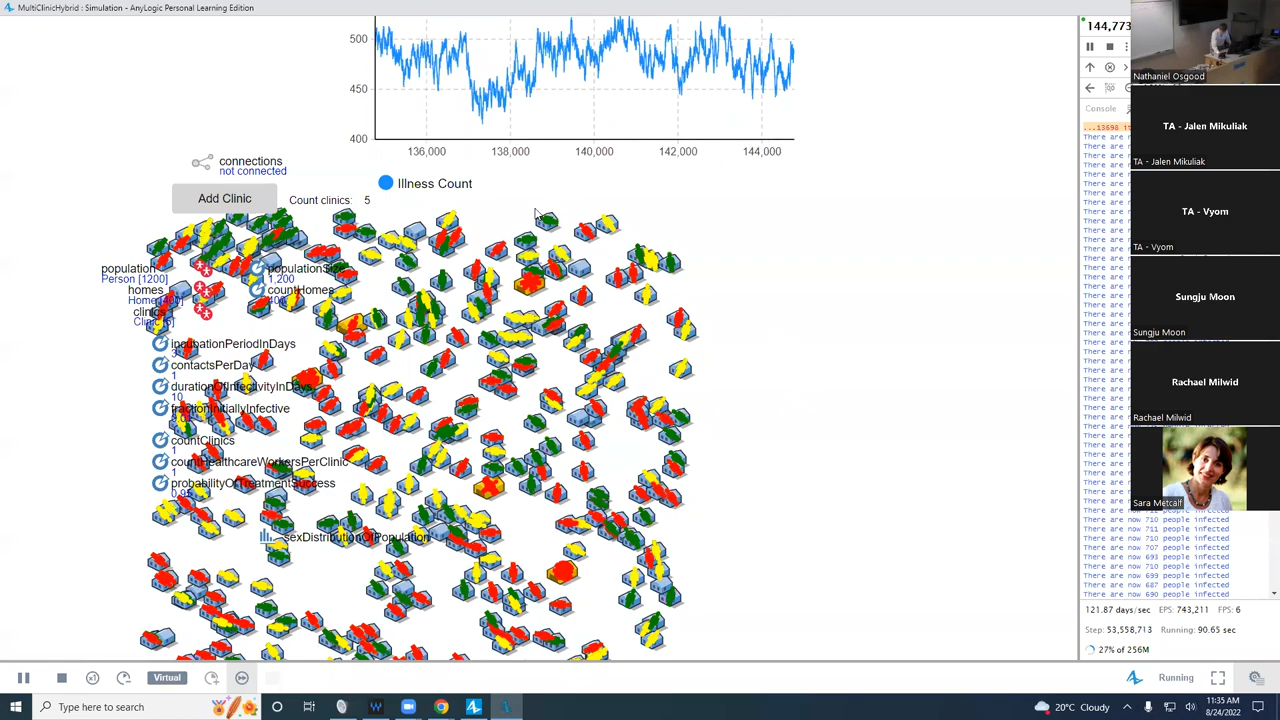 MultiClinicHybrid : Simulation - AnyLogic Personal Learning Edition
500
450
400
136,000 138,000 140,000 142,000 144,000
Illness Count
connections
not connected
Add Clinic
Count clinics: 5
population
Person [1200]
populationSize
1,200
homes
Home [400]
countHomes
clinics
incubationPeriodInDays
contactsPerDay
1
durationOfInfectivityInDays
10
fractionInitiallyInfective
countClinics
1
countHealthcareWorkersPerClinic
1
probabilityOfTreatmentSuccess
0.95
sexDistributionOfPopulation
144,773
Console
There are now 710 people infected
There are now 711 people infected
There are now 710 people infected
There are now 707 people infected
There are now 693 people infected
There are now 710 people infected
There are now 699 people infected
There are now 687 people infected
There are now 690 people infected
121.87 days/sec EPS: 743,211 FPS: 6
Step: 53,558,713 Running: 90.65 sec
27% of 256M
Nathaniel Osgood
TA - Jalen Mikuliak
TA - Jalen Mikuliak
TA - Vyom
TA - Vyom
Sungju Moon
Sungju Moon
Rachael Milwid
Rachael Milwid
Sara Metcalf
Virtual
Running
Type here to search
20°C Cloudy
11:35 AM
8/24/2022